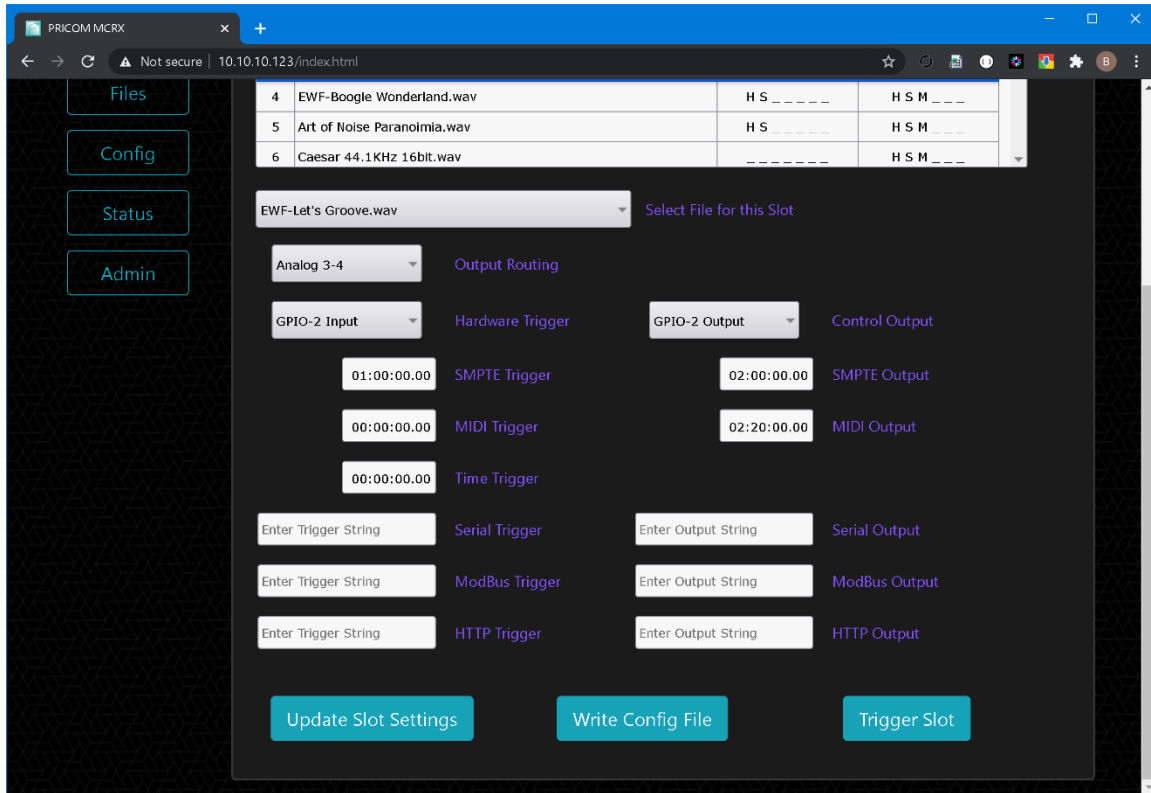 PRICOM MCRX
Not secure | 10.10.10.123/index.html
B
Files
4 EWF-Boogle Wonderland.wav H S _ _ _ _ _ H S M _ _ _
5 Art of Noise Paranoimia.wav H S _ _ _ _ _ H S M _ _ _
6 Caesar 44.1KHz 16bit.wav _ _ _ _ _ _ _ H S M _ _ _
Config
Status
Admin
EWF-Let's Groove.wav Select File for this Slot
Analog 3-4 Output Routing
GPIO-2 Input Hardware Trigger GPIO-2 Output Control Output
01:00:00.00 SMPTE Trigger 02:00:00.00 SMPTE Output
00:00:00.00 MIDI Trigger 02:20:00.00 MIDI Output
00:00:00.00 Time Trigger
Enter Trigger String Serial Trigger Enter Output String Serial Output
Enter Trigger String ModBus Trigger Enter Output String ModBus Output
Enter Trigger String HTTP Trigger Enter Output String HTTP Output
Update Slot Settings Write Config File Trigger Slot